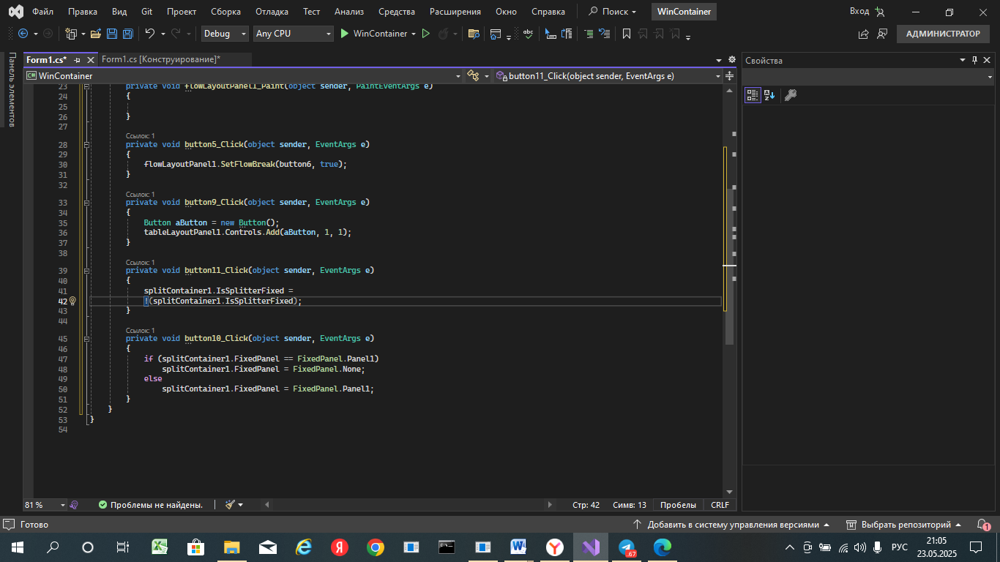 Файл Правка Вид Git Проект Сборка Отладка Тест Анализ Средства Расширения Окно Справка Поиск WinContainer Вход
Debug Any CPU WinContainer abc АДМИНИСТРАТОР
Панель элементов
Form1.cs* Form1.cs [Конструирование]*
Свойства
C# WinContainer button11_Click(object sender, EventArgs e)
23 private void flowLayoutPanel1_Paint(object sender, PaintEventArgs e)
24 {
25
26 }
27
Ссылок: 1
28 private void button5_Click(object sender, EventArgs e)
29 {
30 flowLayoutPanel1.SetFlowBreak(button6, true);
31 }
32
Ссылок: 1
33 private void button9_Click(object sender, EventArgs e)
34 {
35 Button aButton = new Button();
36 tableLayoutPanel1.Controls.Add(aButton, 1, 1);
37 }
38
Ссылок: 1
39 private void button11_Click(object sender, EventArgs e)
40 {
41 splitContainer1.IsSplitterFixed =
42 !(splitContainer1.IsSplitterFixed);
43 }
44
Ссылок: 1
45 private void button10_Click(object sender, EventArgs e)
46 {
47 if (splitContainer1.FixedPanel == FixedPanel.Panel1)
48 splitContainer1.FixedPanel = FixedPanel.None;
49 else
50 splitContainer1.FixedPanel = FixedPanel.Panel1;
51 }
52 }
53 }
54
81 % Проблемы не найдены. Стр: 42 Симв: 13 Пробелы CRLF
Готово Добавить в систему управления версиями Выбрать репозиторий 1
.67 РУС 21:05
23.05.2025